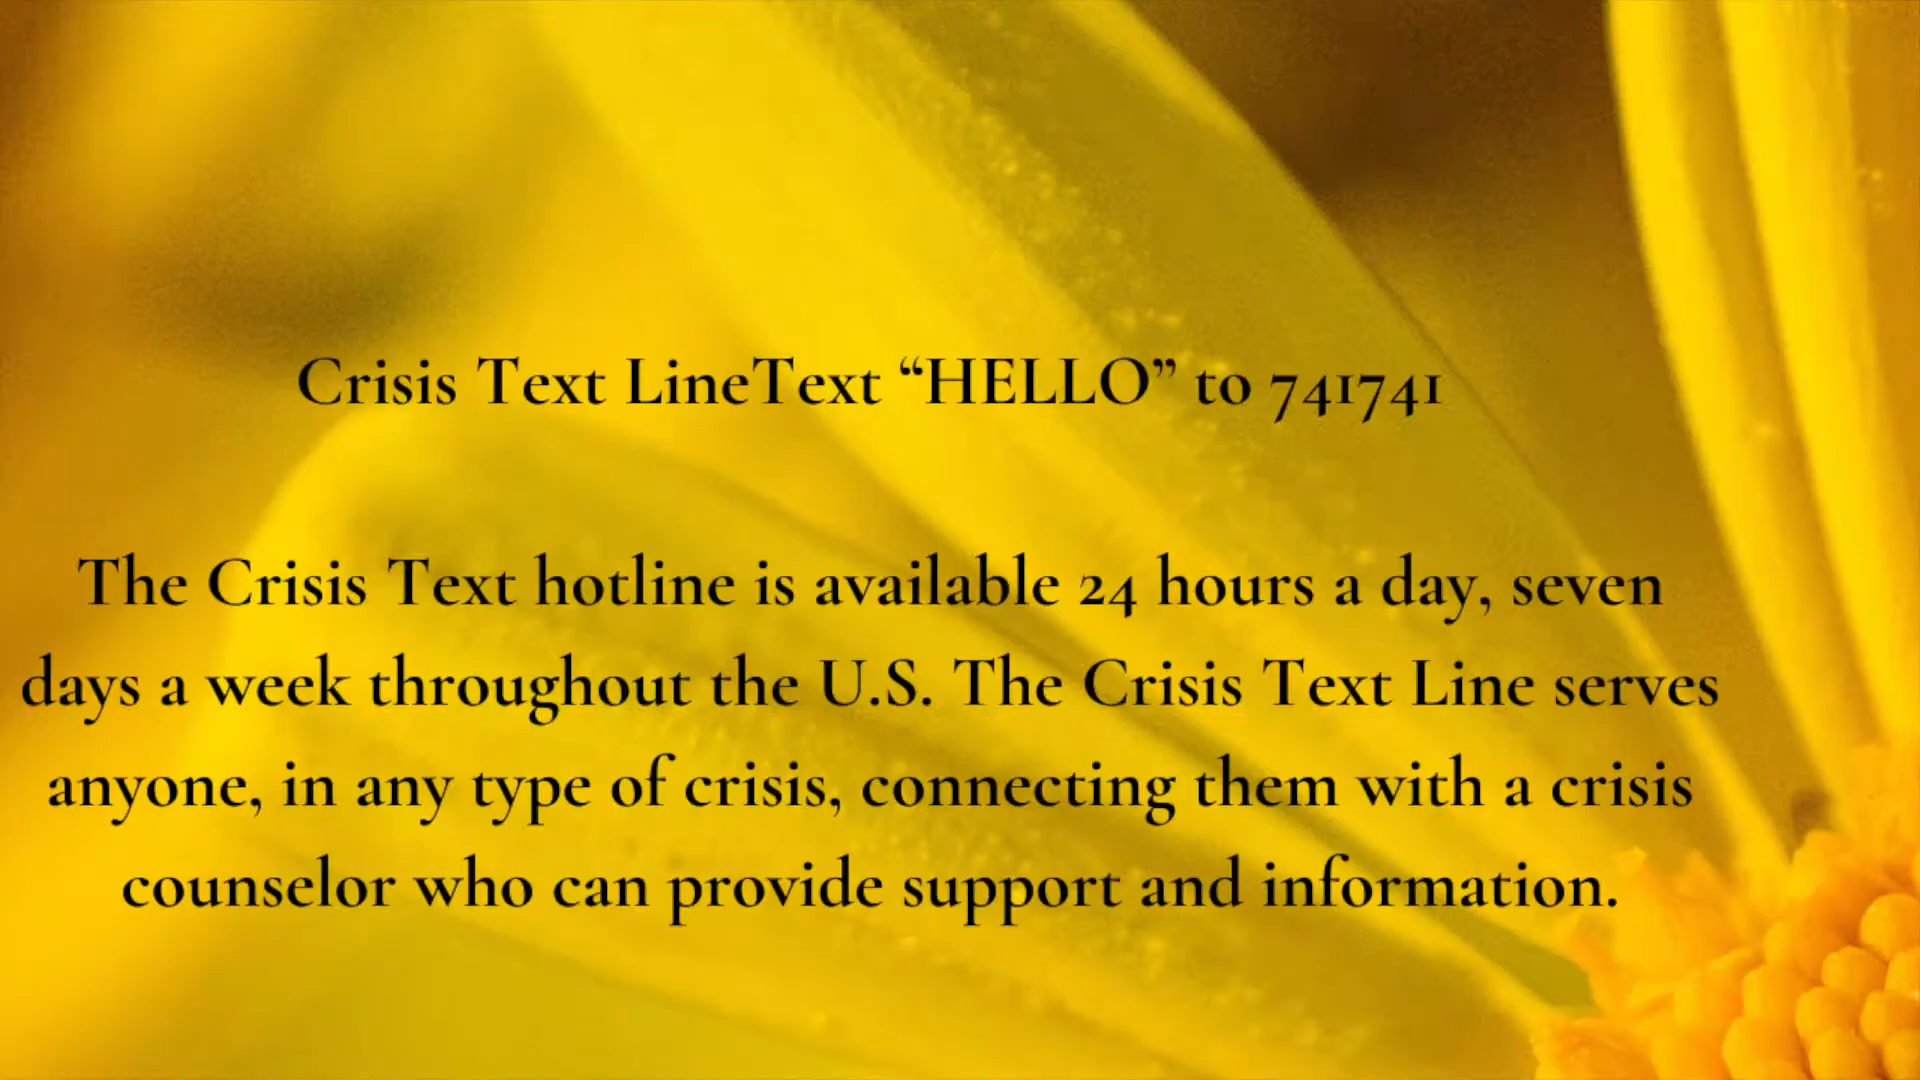 Crisis Text LineText “HELLO” to 741741
The Crisis Text hotline is available 24 hours a day, seven
days a week throughout the U.S. The Crisis Text Line serves
anyone, in any type of crisis, connecting them with a crisis
counselor who can provide support and information.